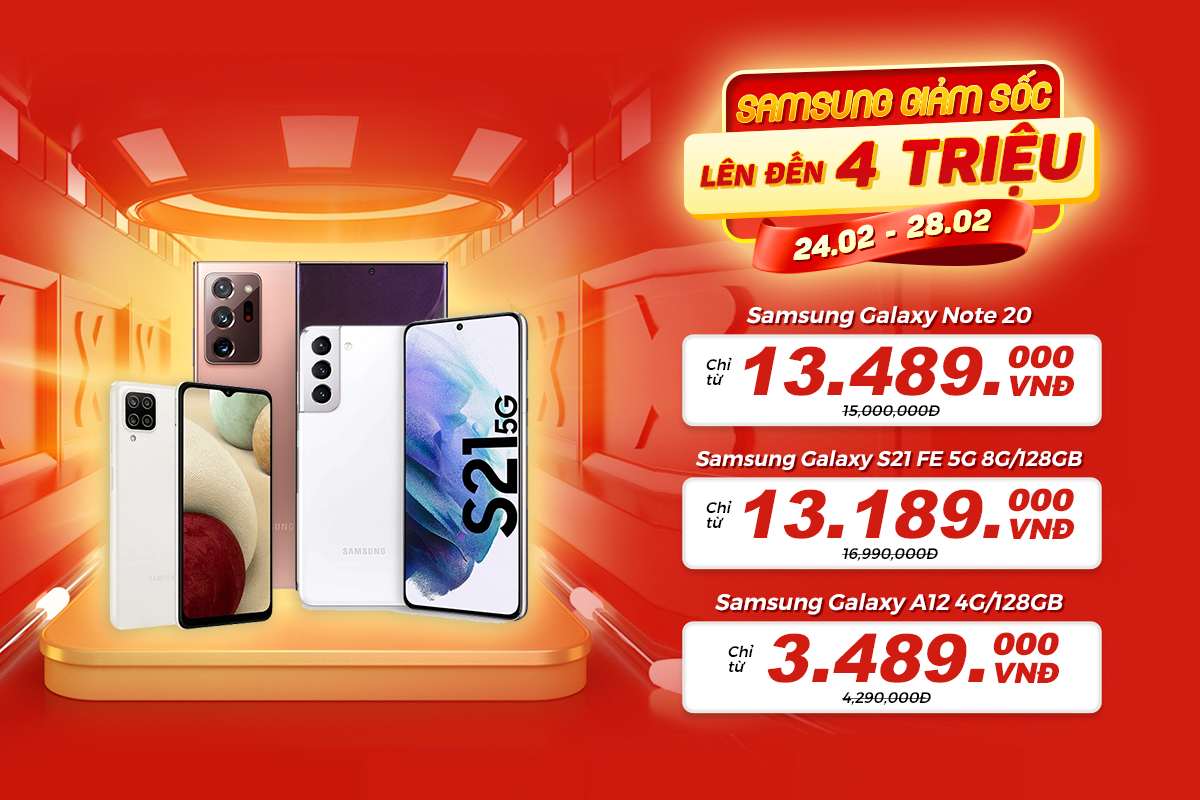 SAMSUNG GIẢM SỐC
LÊN ĐẾN 4 TRIỆU
24.02 - 28.02
Samsung Galaxy Note 20
Chỉ từ 13.489.000 VNĐ
15,000,000Đ
Samsung Galaxy S21 FE 5G 8G/128GB
Chỉ từ 13.189.000 VNĐ
16,990,000Đ
Samsung Galaxy A12 4G/128GB
Chỉ từ 3.489.000 VNĐ
4,290,000Đ
S21 5G
SAMSUNG